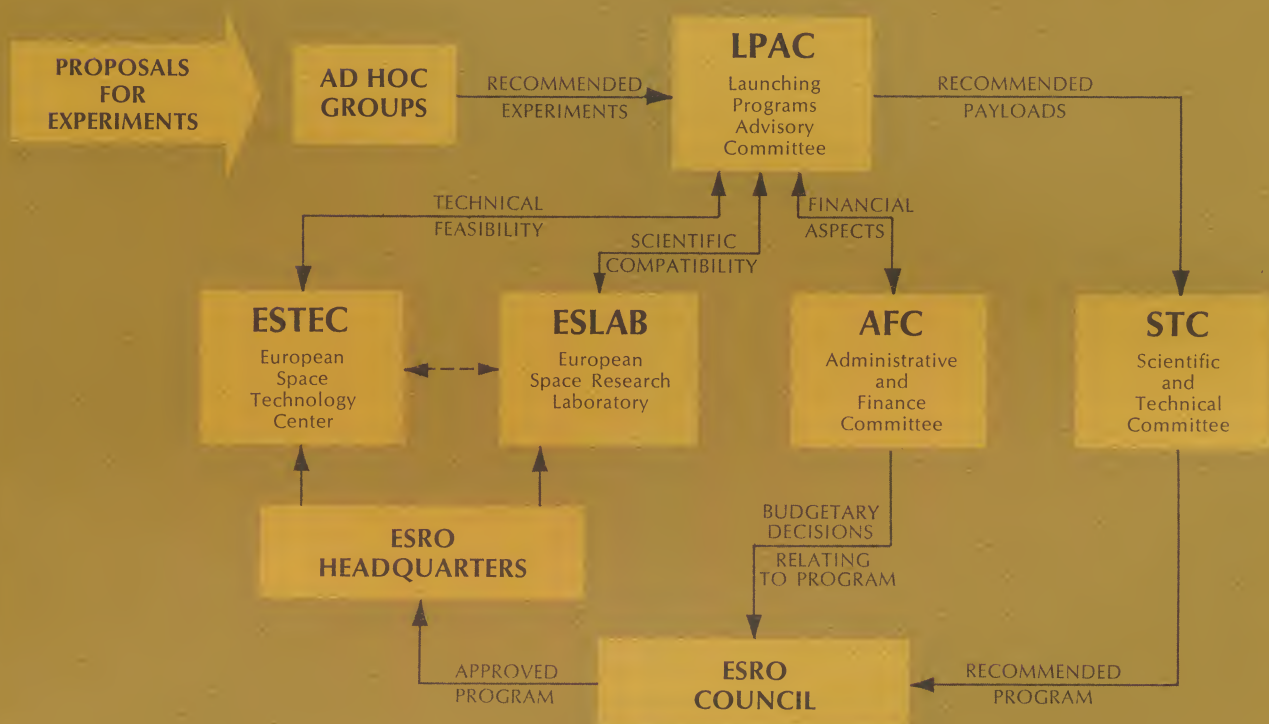 PROPOSALS
FOR
EXPERIMENTS
AD HOC
GROUPS
RECOMMENDED
EXPERIMENTS
LPAC
Launching
Programs
Advisory
Committee
RECOMMENDED
PAYLOADS
TECHNICAL
FEASIBILITY
SCIENTIFIC
COMPATIBILITY
FINANCIAL
ASPECTS
ESTEC
European
Space
Technology
Center
ESLAB
European
Space Research
Laboratory
AFC
Administrative
and
Finance
Committee
STC
Scientific
and
Technical
Committee
ESRO
HEADQUARTERS
BUDGETARY
DECISIONS
RELATING
TO PROGRAM
APPROVED
PROGRAM
ESRO
COUNCIL
RECOMMENDED
PROGRAM